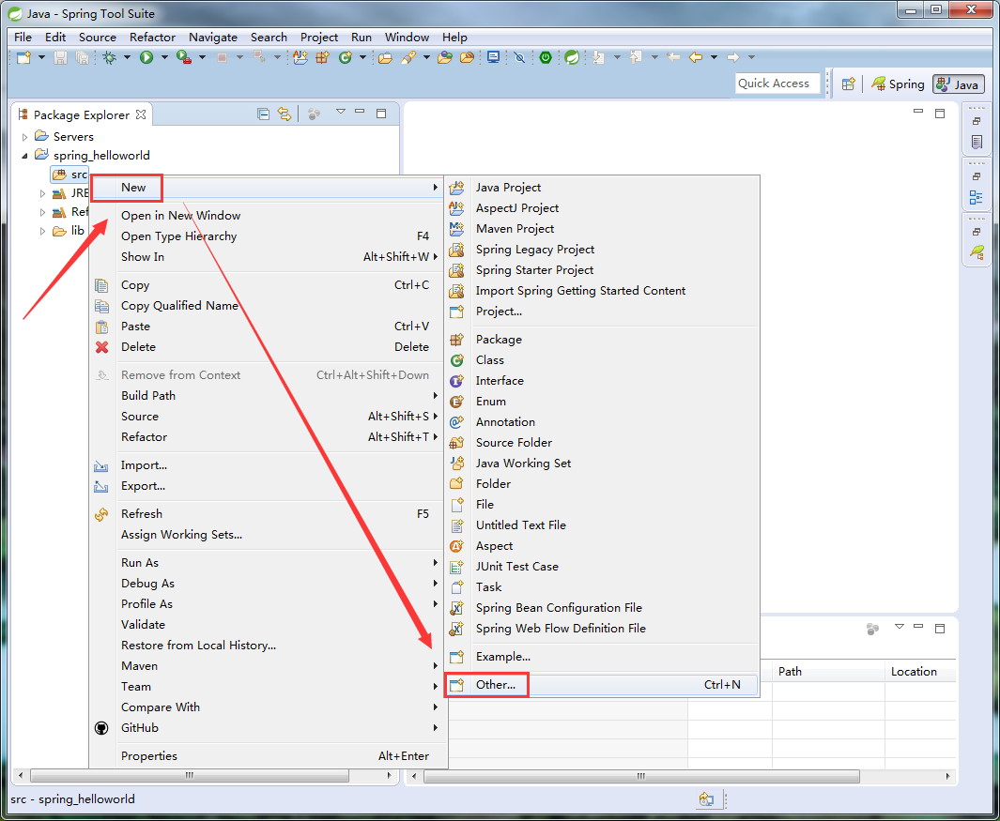 Java - Spring Tool Suite
File Edit Source Refactor Navigate Search Project Run Window Help
Quick Access
Spring
Java
Package Explorer
Servers
spring_helloworld
src
JRE
Ref
lib
New
Open in New Window
Open Type Hierarchy F4
Show In Alt+Shift+W
Copy Ctrl+C
Copy Qualified Name
Paste Ctrl+V
Delete Delete
Remove from Context Ctrl+Alt+Shift+Down
Build Path
Source Alt+Shift+S
Refactor Alt+Shift+T
Import...
Export...
Refresh F5
Assign Working Sets...
Run As
Debug As
Profile As
Validate
Restore from Local History...
Maven
Team
Compare With
GitHub
Properties Alt+Enter
Java Project
AspectJ Project
Maven Project
Spring Legacy Project
Spring Starter Project
Import Spring Getting Started Content
Project...
Package
Class
Interface
Enum
Annotation
Source Folder
Java Working Set
Folder
File
Untitled Text File
Aspect
JUnit Test Case
Task
Spring Bean Configuration File
Spring Web Flow Definition File
Example...
Other... Ctrl+N
Path Location
src - spring_helloworld